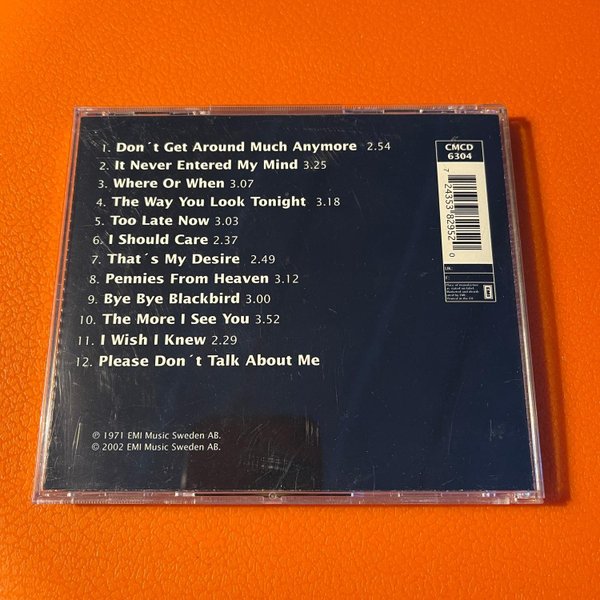 1. Don´t Get Around Much Anymore 2.54
2. It Never Entered My Mind 3.25
3. Where Or When 3.07
4. The Way You Look Tonight 3.18
5. Too Late Now 3.03
6. I Should Care 2.37
7. That´s My Desire 2.49
8. Pennies From Heaven 3.12
9. Bye Bye Blackbird 3.00
10. The More I See You 3.52
11. I Wish I Knew 2.29
12. Please Don´t Talk About Me
℗ 1971 EMI Music Sweden AB.
© 2002 EMI Music Sweden AB.
CMCD
6304
7 24353 82952 0
UK:
F: